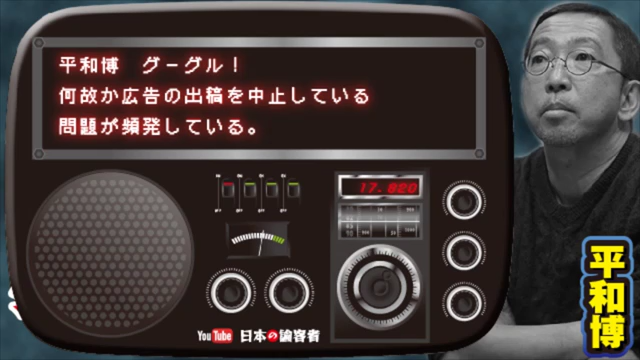 平和博　グーグル！
何故か広告の出稿を中止している
問題が頻発している。
17.820
YouTube 日本の論客者
平和博